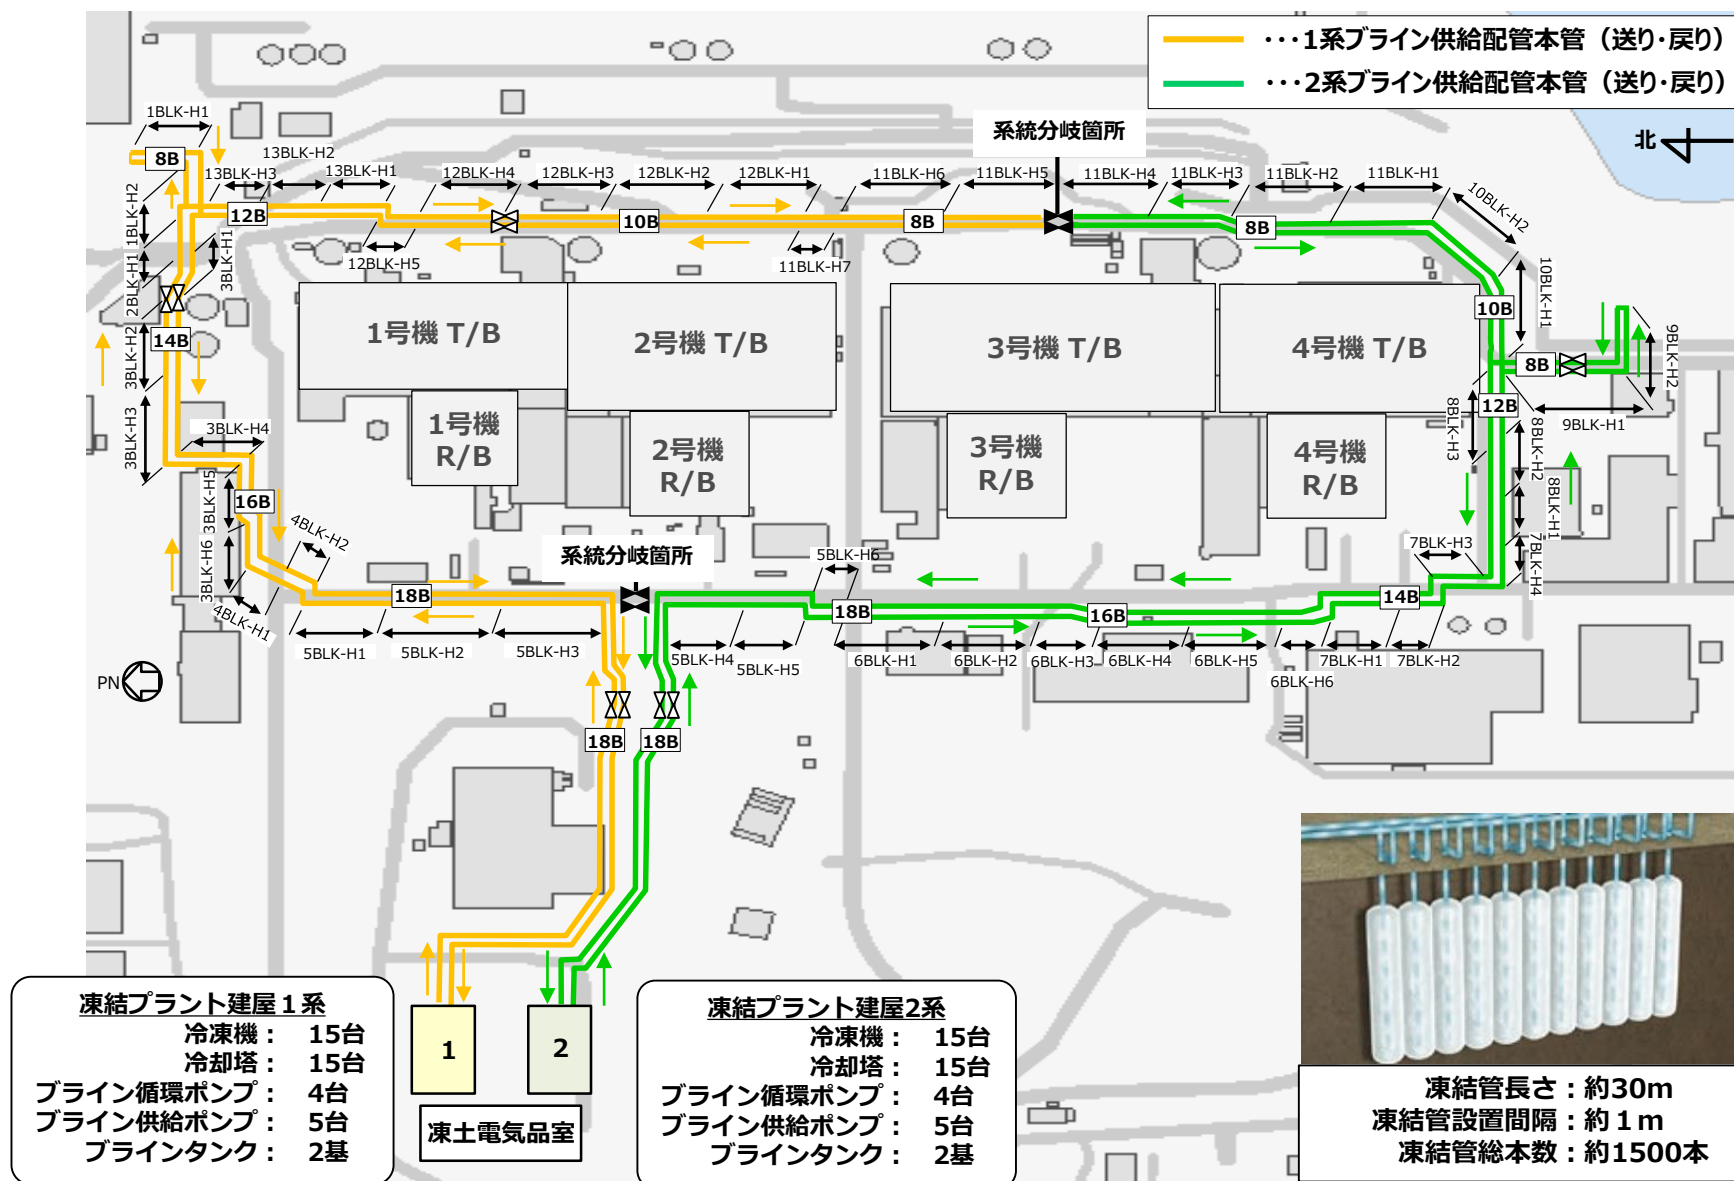 ・・・1系ブライン供給配管本管（送り・戻り）
・・・2系ブライン供給配管本管（送り・戻り）
北
系統分岐箇所
1BLK-H1
8B
13BLK-H2
13BLK-H3
13BLK-H1
12BLK-H4
12BLK-H3
12BLK-H2
12BLK-H1
11BLK-H6
11BLK-H5
11BLK-H4
11BLK-H3
11BLK-H2
11BLK-H1
10BLK-H2
1BLK-H2
12B
10B
8B
8B
3BLK-H1
2BLK-H1
12BLK-H5
11BLK-H7
10BLK-H1
2BLK-H2
10B
14B
3BLK-H2
1号機 T/B
2号機 T/B
3号機 T/B
4号機 T/B
9BLK-H2
8B
12B
3BLK-H3
3BLK-H4
1号機
R/B
2号機
R/B
3号機
R/B
4号機
R/B
8BLK-H3
8BLK-H2
9BLK-H1
16B
3BLK-H5
8BLK-H1
4BLK-H2
系統分岐箇所
5BLK-H6
7BLK-H3
3BLK-H6
7BLK-H4
4BLK-H1
18B
18B
16B
14B
5BLK-H1
5BLK-H2
5BLK-H3
5BLK-H4
5BLK-H5
6BLK-H1
6BLK-H2
6BLK-H3
6BLK-H4
6BLK-H5
6BLK-H6
7BLK-H1
7BLK-H2
PN
18B
18B
凍結プラント建屋１系
冷凍機： 15台
冷却塔： 15台
ブライン循環ポンプ： 4台
ブライン供給ポンプ： 5台
ブラインタンク： 2基
1
2
凍土電気品室
凍結プラント建屋2系
冷凍機： 15台
冷却塔： 15台
ブライン循環ポンプ： 4台
ブライン供給ポンプ： 5台
ブラインタンク： 2基
凍結管長さ：約30m
凍結管設置間隔：約１m
凍結管総本数：約1500本